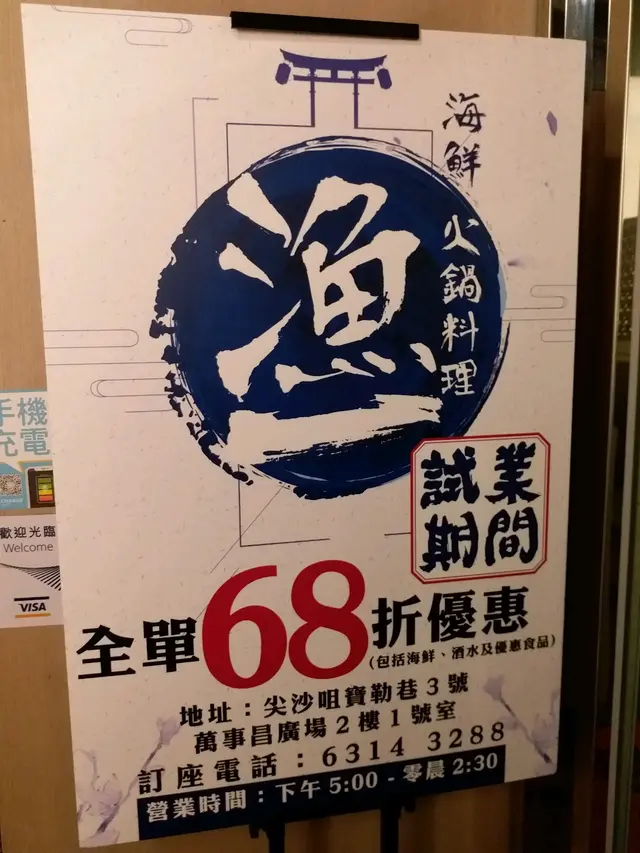 漁一
海鮮
火鍋料理
試業
期間
全單68折優惠
(包括海鮮、酒水及優惠食品)
地址：尖沙咀寶勒巷3號
萬事昌廣場2樓1號室
訂座電話：6314 3288
營業時間：下午5:00 - 零晨2:30
手機
充電
歡迎光臨
Welcome
VISA